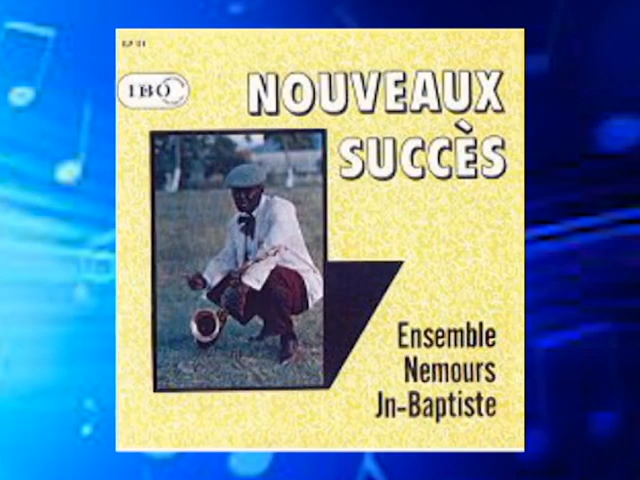 IBO
NOUVEAUX
SUCCÈS
Ensemble
Nemours
Jn-Baptiste